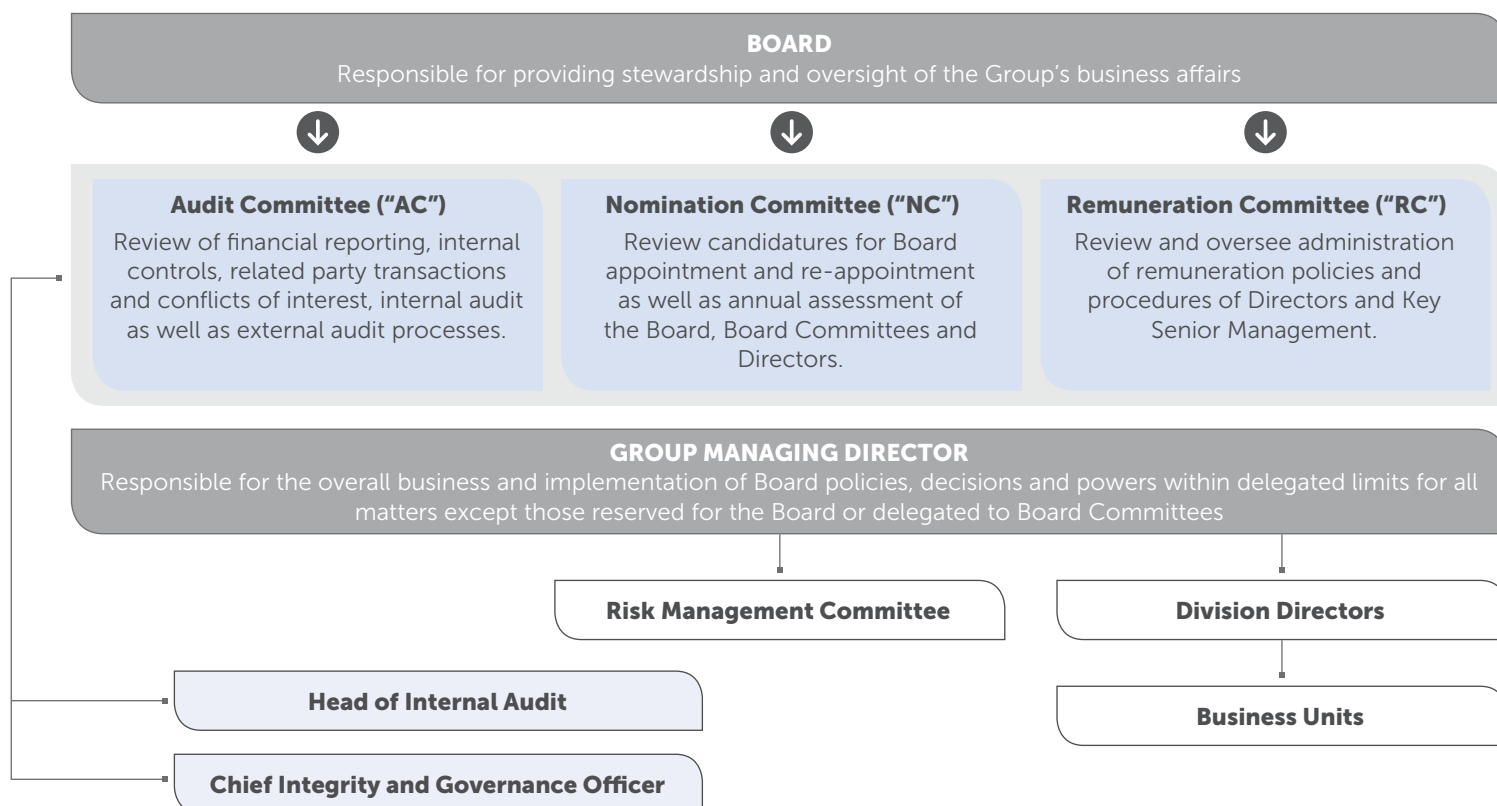 BOARD
Responsible for providing stewardship and oversight of the Group’s business affairs
Audit Committee (“AC”)
Review of financial reporting, internal
controls, related party transactions
and conflicts of interest, internal audit
as well as external audit processes.
Nomination Committee (“NC”)
Review candidatures for Board
appointment and re-appointment
as well as annual assessment of
the Board, Board Committees and
Directors.
Remuneration Committee (“RC”)
Review and oversee administration
of remuneration policies and
procedures of Directors and Key
Senior Management.
GROUP MANAGING DIRECTOR
Responsible for the overall business and implementation of Board policies, decisions and powers within delegated limits for all
matters except those reserved for the Board or delegated to Board Committees
Risk Management Committee
Division Directors
Head of Internal Audit
Business Units
Chief Integrity and Governance Officer